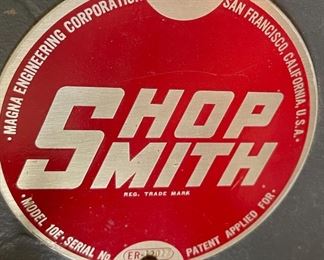 MAGNA ENGINEERING CORPORATION
SAN FRANCISCO, CALIFORNIA, U.S.A.
SHOP
SMITH
REG. TRADE MARK
MODEL 10E · SERIAL No
PATENT APPLIED FOR